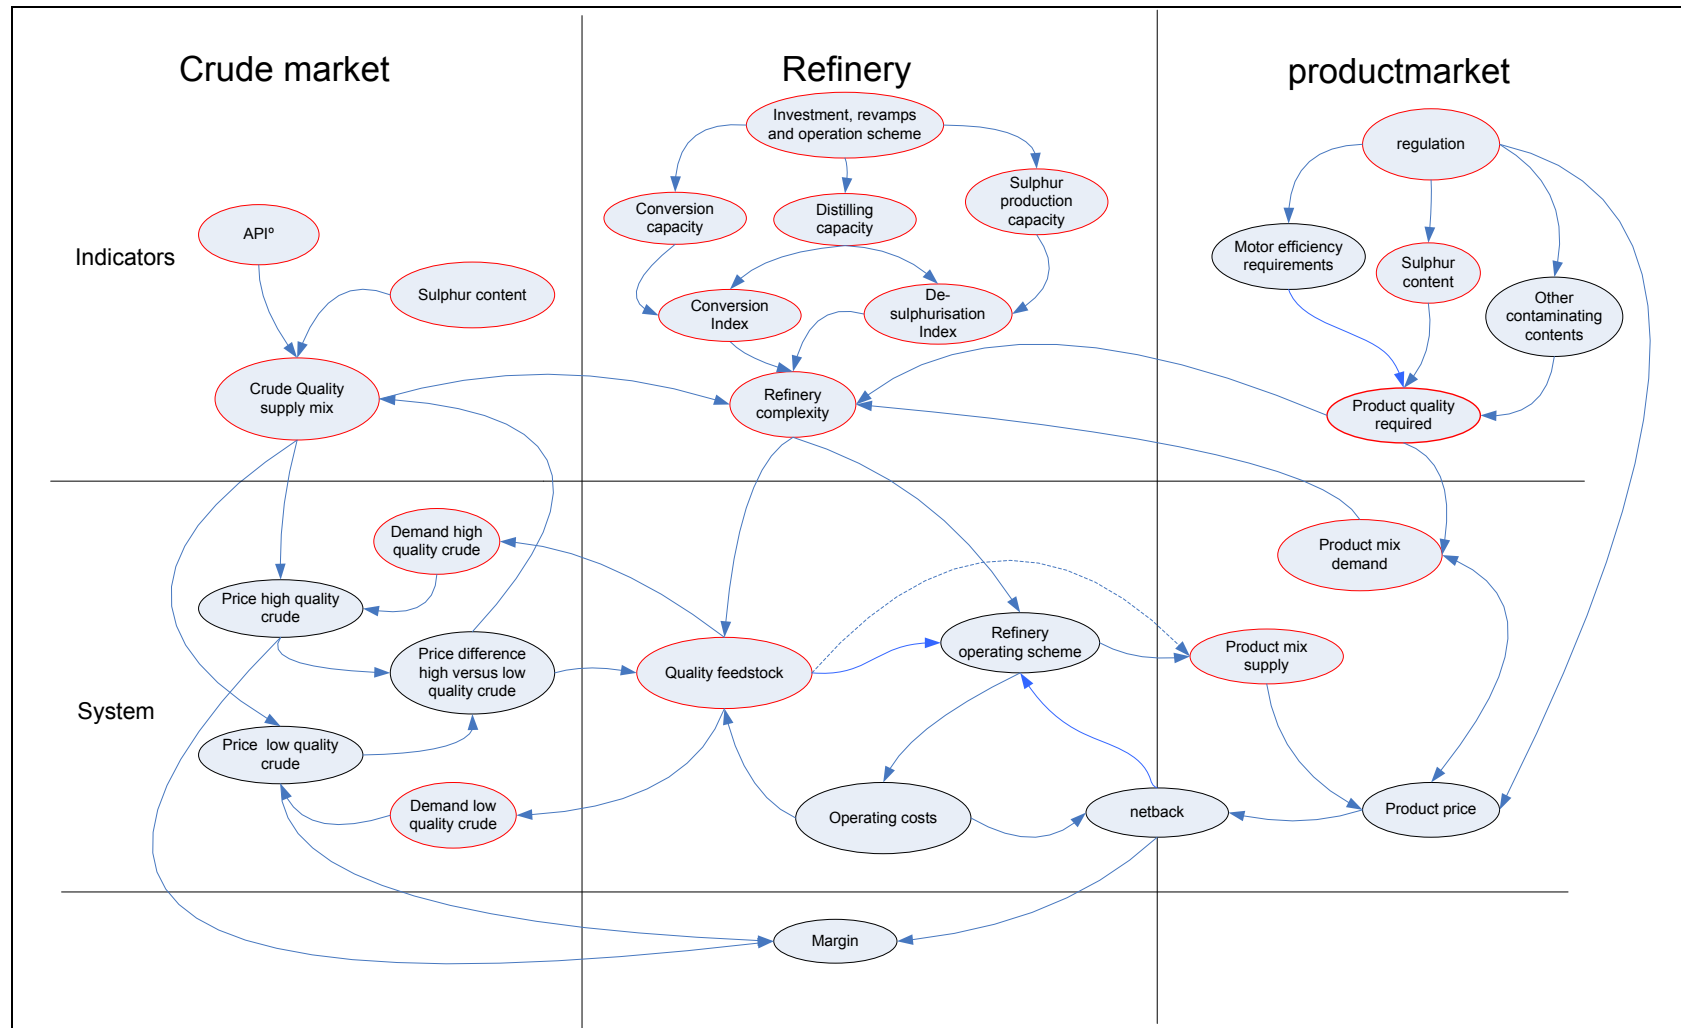 Crude market
Refinery
productmarket
Investment, revamps
and operation scheme
regulation
Conversion
capacity
Distilling
capacity
Sulphur
production
capacity
API°
Indicators
Sulphur content
Motor efficiency
requirements
Sulphur
content
Other
contaminating
contents
Conversion
Index
De-
sulphurisation
Index
Crude Quality
supply mix
Refinery
complexity
Product quality
required
Demand high
quality crude
Product mix
demand
Price high quality
crude
Price difference
high versus low
quality crude
Quality feedstock
Refinery
operating scheme
Product mix
supply
System
Price  low quality
crude
Demand low
quality crude
Operating costs
netback
Product price
Margin